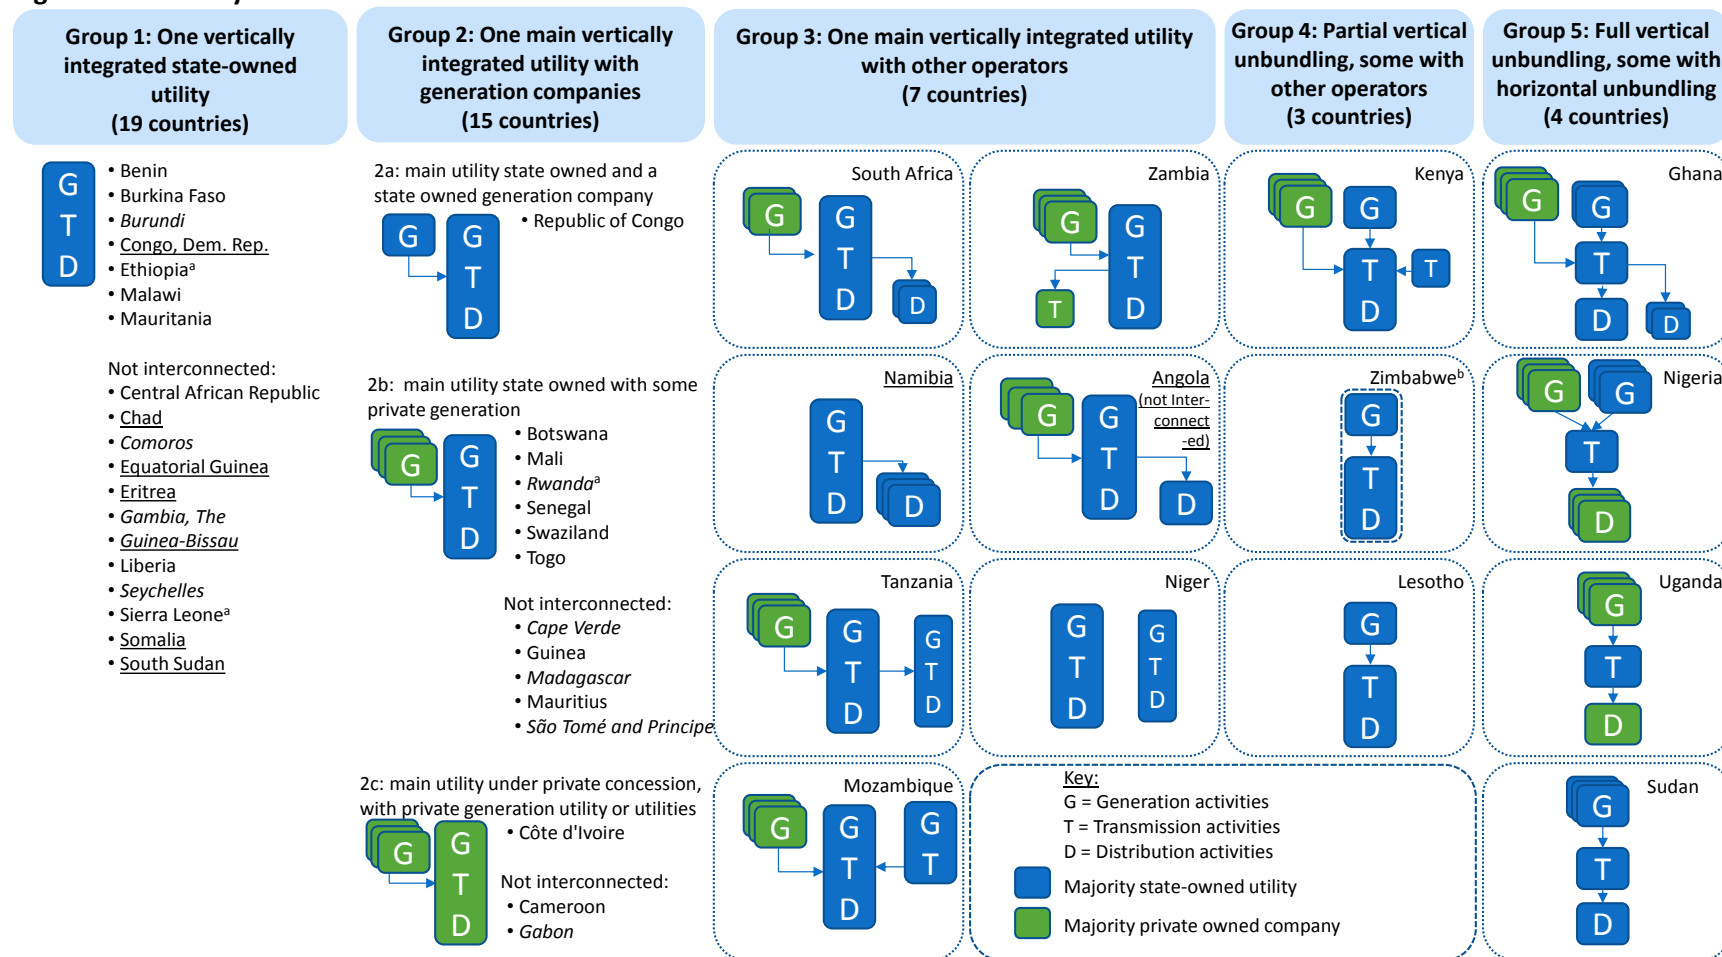 Group 1: One vertically
integrated state-owned
utility
(19 countries)
G
T
D
• Benin
• Burkina Faso
• Burundi
• Congo, Dem. Rep.
• Ethiopiaᵃ
• Malawi
• Mauritania
Not interconnected:
• Central African Republic
• Chad
• Comoros
• Equatorial Guinea
• Eritrea
• Gambia, The
• Guinea-Bissau
• Liberia
• Seychelles
• Sierra Leoneᵃ
• Somalia
• South Sudan
Group 2: One main vertically
integrated utility with
generation companies
(15 countries)
2a: main utility state owned and a
state owned generation company
• Republic of Congo
G
G
T
D
2b: main utility state owned with some
private generation
G
G
T
D
• Botswana
• Mali
• Rwandaᵃ
• Senegal
• Swaziland
• Togo
Not interconnected:
• Cape Verde
• Guinea
• Madagascar
• Mauritius
• São Tomé and Principe
2c: main utility under private concession,
with private generation utility or utilities
G
G
T
D
• Côte d'Ivoire
Not interconnected:
• Cameroon
• Gabon
Group 3: One main vertically integrated utility
with other operators
(7 countries)
South Africa
G
G
T
D
D
Zambia
G
G
T
D
T
Namibia
G
T
D
D
Angola
(not Inter-
connect
-ed)
G
G
T
D
D
Tanzania
G
G
T
D
G
T
D
Niger
G
T
D
G
T
D
Mozambique
G
G
T
D
G
T
Key:
G = Generation activities
T = Transmission activities
D = Distribution activities
Majority state-owned utility
Majority private owned company
Group 4: Partial vertical
unbundling, some with
other operators
(3 countries)
Kenya
G
G
T
D
T
Zimbabweᵇ
G
T
D
Lesotho
G
T
D
Group 5: Full vertical
unbundling, some with
horizontal unbundling
(4 countries)
Ghana
G
G
T
D
D
Nigeria
G
G
T
D
Uganda
G
T
D
Sudan
G
T
D